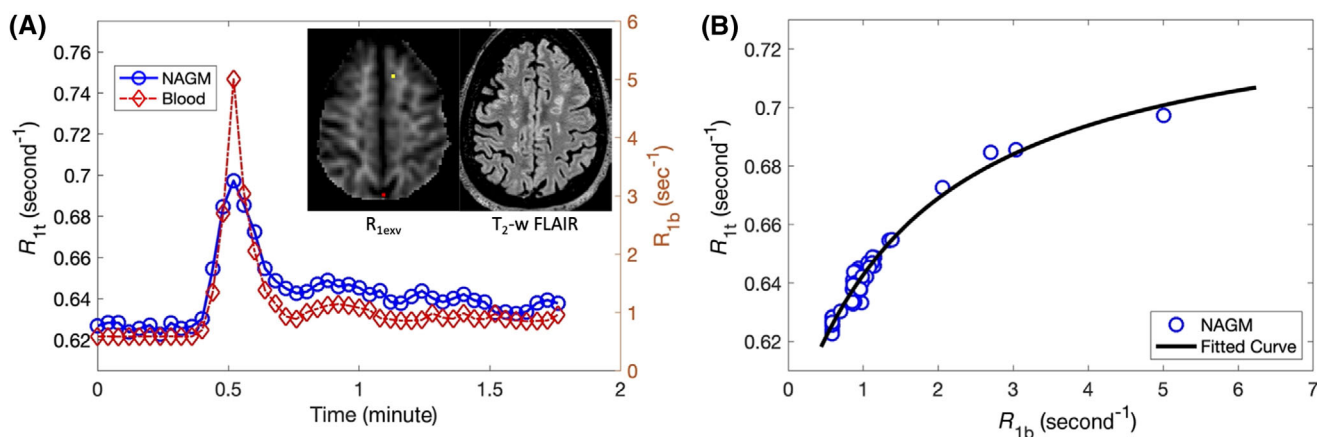 (A)
R1t (second-1)
0.76
0.74
0.72
0.7
0.68
0.66
0.64
0.62
NAGM
Blood
R1exv
T2-w FLAIR
6
5
4
3
2
1
0
R1b (sec-1)
0
0.5
1
1.5
2
Time (minute)
(B)
R1t (second-1)
0.72
0.7
0.68
0.66
0.64
0.62
NAGM
Fitted Curve
0
1
2
3
4
5
6
7
R1b (second-1)